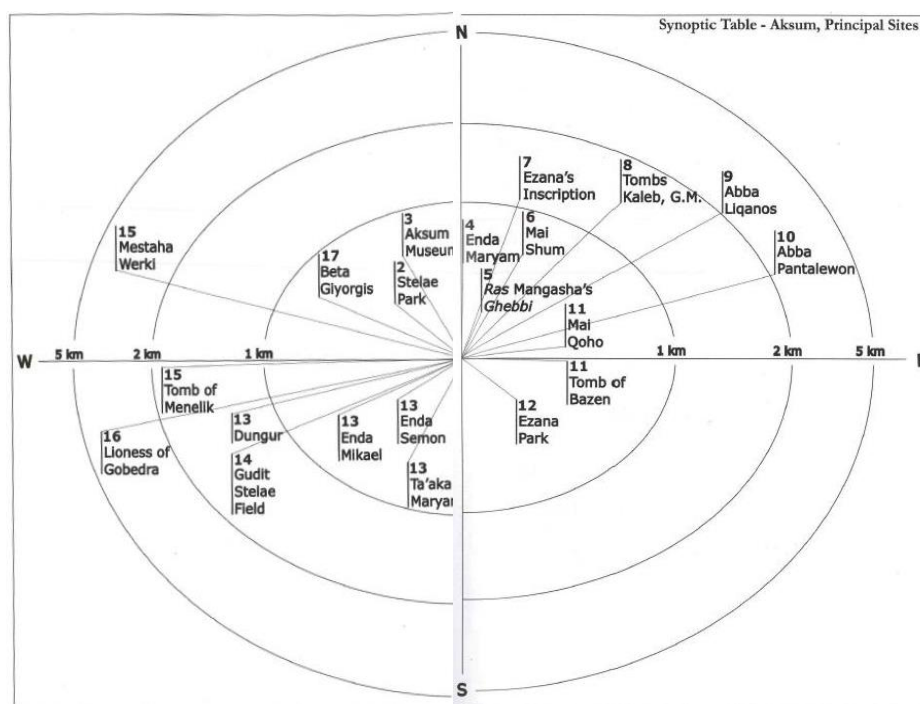 Synoptic Table - Aksum, Principal Sites
N
7
Ezana's
Inscription
8
Tombs
Kaleb, G.M.
9
Abba
Liqanos
3
Aksum
Museum
4
Enda
Maryam
6
Mai
Shum
15
Mestaha
Werki
17
Beta
Giyorgis
2
Stelae
Park
5
Ras Mangasha's
Ghebbi
10
Abba
Pantalewon
11
Mai
Qoho
W
5 km
2 km
1 km
1 km
2 km
5 km
15
Tomb of
Menelik
11
Tomb of
Bazen
16
Lioness of
Gobedra
13
Dungur
13
Enda
Mikael
13
Enda
Semon
12
Ezana
Park
14
Gudit
Stelae
Field
13
Ta'aka
Maryam
S